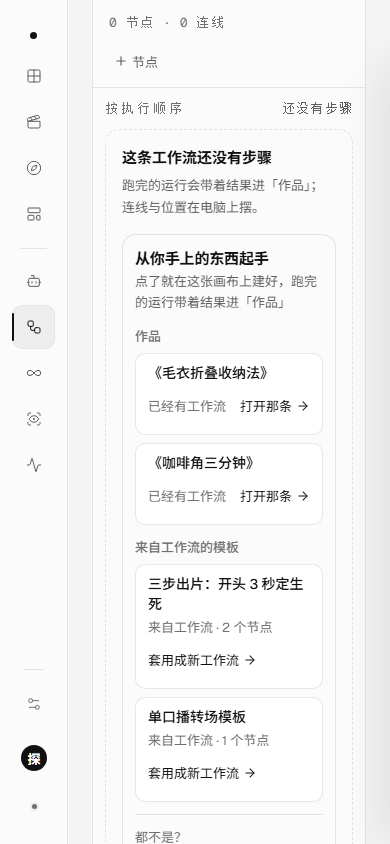 0 节点 · 0 连线
+ 节点
按执行顺序 还没有步骤
这条工作流还没有步骤
跑完的运行会带着结果进「作品」;
连线与位置在电脑上摆。
从你手上的东西起手
点了就在这张画布上建好，跑完
的运行带着结果进「作品」
作品
《毛衣折叠收纳法》
已经有工作流 打开那条 →
《咖啡角三分钟》
已经有工作流 打开那条 →
来自工作流的模板
三步出片：开头 3 秒定生
死
来自工作流 · 2 个节点
套用成新工作流 →
单口播转场模板
来自工作流 · 1 个节点
套用成新工作流 →
都不是？
探